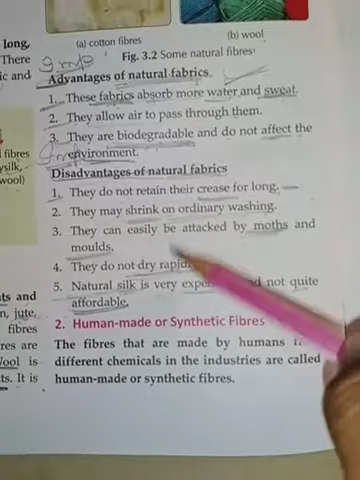 (a) cotton fibres (b) wool
Fig. 3.2 Some natural fibres
long,
There
ic and
Imp
Advantages of natural fabrics
1. These fabrics absorb more water and sweat.
2. They allow air to pass through them.
3. They are biodegradable and do not affect the
environment.
fibres
ysilk,
wool)
Imp
Disadvantages of natural fabrics
1. They do not retain their crease for long.
2. They may shrink on ordinary washing.
3. They can easily be attacked by moths and
moulds.
4. They do not dry
5. Natural silk is very not quite
affordable.
ts and
n, jute,
fibres
res are
Wool is
ts. It is
2. Human-made or Synthetic Fibres
The fibres that are made by humans
different chemicals in the industries are called
human-made or synthetic fibres.